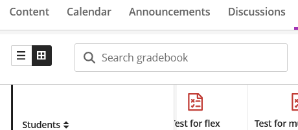 Content Calendar Announcements Discussions
Search gradebook
Students
Test for flex
Test for